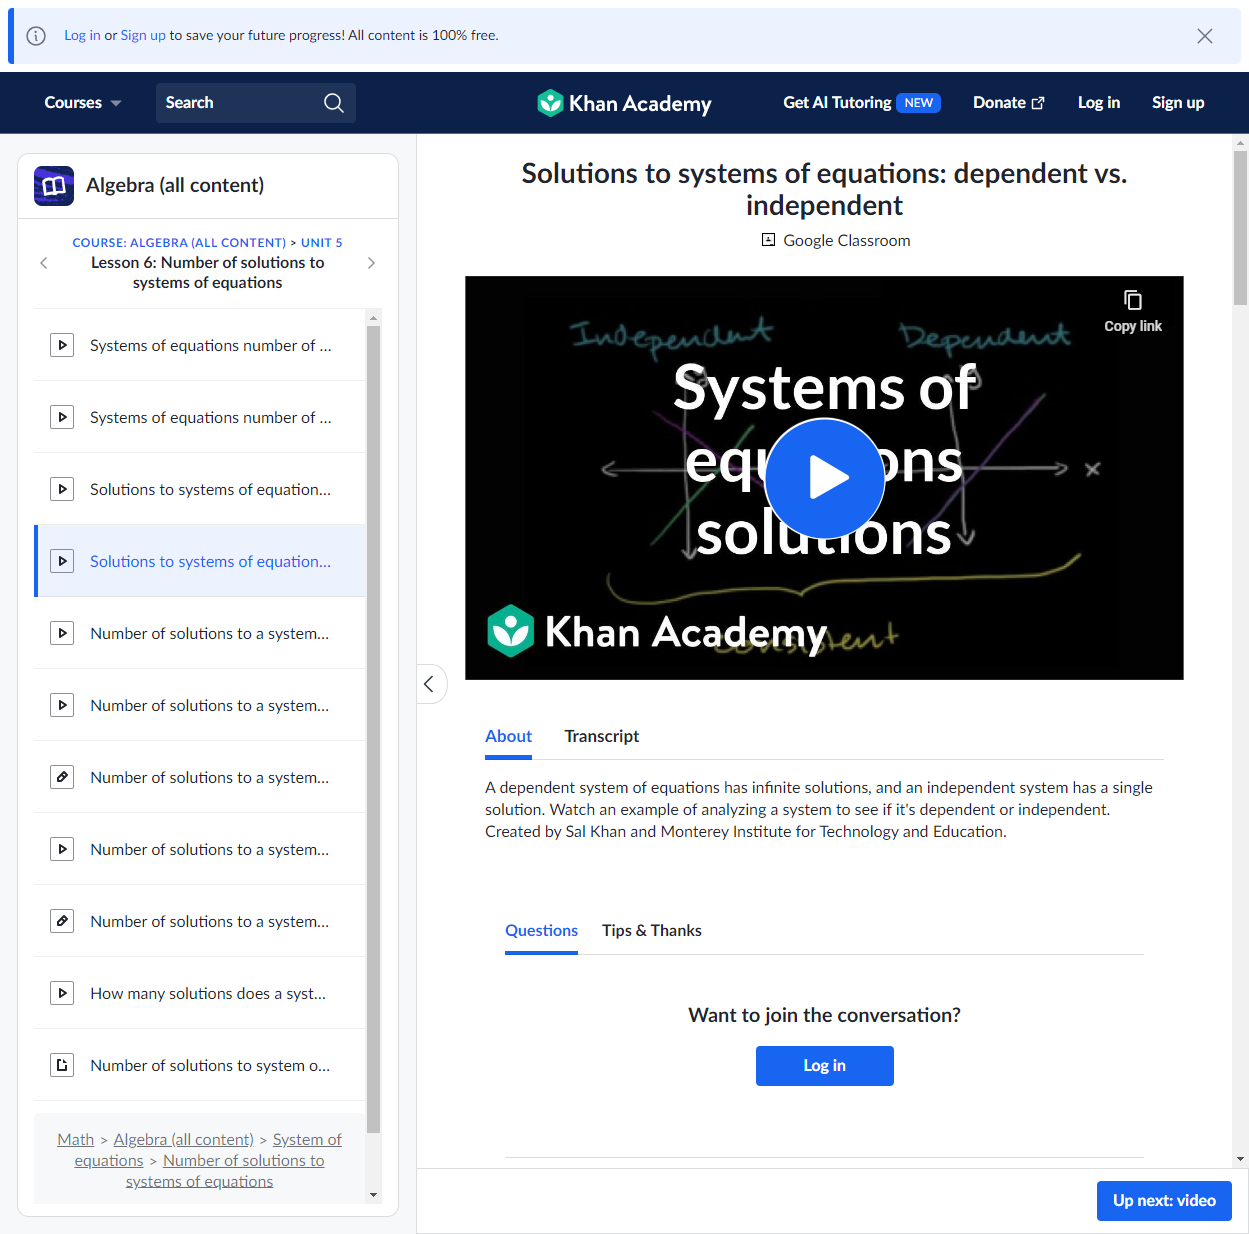 Log in or Sign up to save your future progress! All content is 100% free.
Courses
Search
Khan Academy
Get AI Tutoring NEW
Donate
Log in
Sign up
Algebra (all content)
COURSE: ALGEBRA (ALL CONTENT) > UNIT 5
Lesson 6: Number of solutions to
systems of equations
Systems of equations number of ...
Systems of equations number of ...
Solutions to systems of equation...
Solutions to systems of equation...
Number of solutions to a system...
Number of solutions to a system...
Number of solutions to a system...
Number of solutions to a system...
Number of solutions to a system...
How many solutions does a syst...
Number of solutions to system o...
Math > Algebra (all content) > System of
equations > Number of solutions to
systems of equations
Solutions to systems of equations: dependent vs.
independent
Google Classroom
Copy link
Independent
Dependent
Systems of
solutions
x
y
Khan Academy
consistent
About
Transcript
A dependent system of equations has infinite solutions, and an independent system has a single
solution. Watch an example of analyzing a system to see if it's dependent or independent.
Created by Sal Khan and Monterey Institute for Technology and Education.
Questions
Tips & Thanks
Want to join the conversation?
Log in
Up next: video